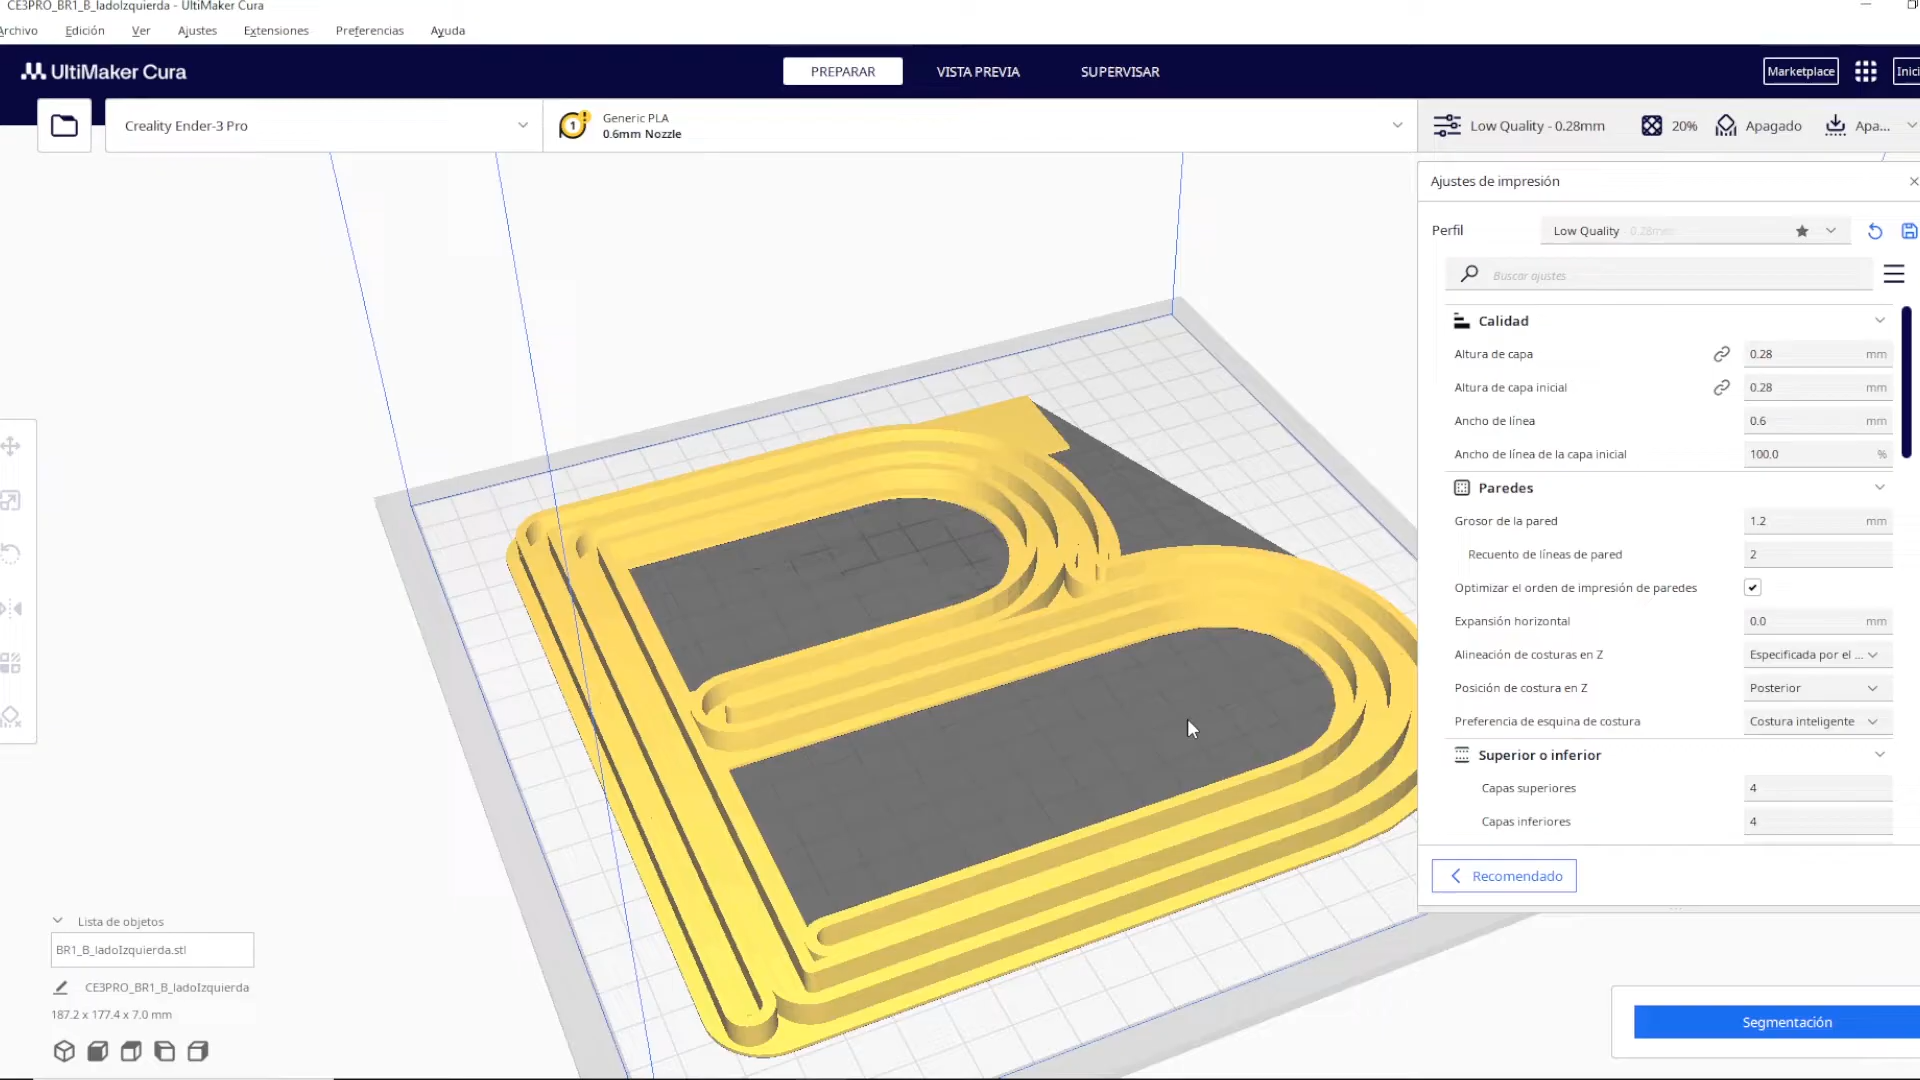 CE3PRO_BR1_B_ladoIzquierda - UltiMaker Cura
Archivo Edición Ver Ajustes Extensiones Preferencias Ayuda
UltiMaker Cura
PREPARAR VISTA PREVIA SUPERVISAR
Marketplace
Inici
Creality Ender-3 Pro
1
Generic PLA
0.6mm Nozzle
Low Quality - 0.28mm
20%
Apagado
Apa...
Ajustes de impresión
Perfil
Low Quality - 0.28mm
Buscar ajustes
Calidad
Altura de capa 0.28 mm
Altura de capa inicial 0.28 mm
Ancho de línea 0.6 mm
Ancho de línea de la capa inicial 100.0 %
Paredes
Grosor de la pared 1.2 mm
Recuento de líneas de pared 2
Optimizar el orden de impresión de paredes
Expansión horizontal 0.0 mm
Alineación de costuras en Z Especificada por el ...
Posición de costura en Z Posterior
Preferencia de esquina de costura Costura inteligente
Superior o inferior
Capas superiores 4
Capas inferiores 4
Recomendado
Lista de objetos
BR1_B_ladoIzquierda.stl
CE3PRO_BR1_B_ladoIzquierda
187.2 x 177.4 x 7.0 mm
Segmentación